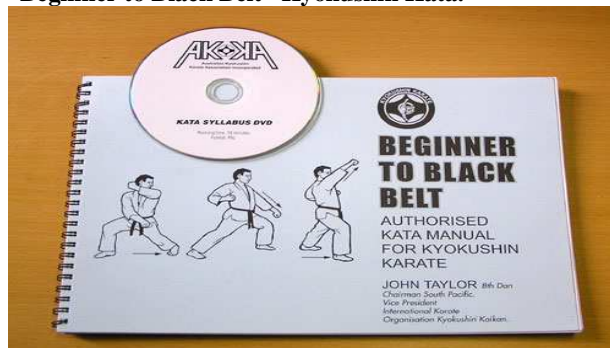 Beginner to Black Belt - Kyokushin Kata.
AKOKA
Australian Kyokushin
Karate Association Incorporated
KATA SYLLABUS DVD
KYOKUSHIN KARATE
BEGINNER
TO BLACK
BELT
AUTHORISED
KATA MANUAL
FOR KYOKUSHIN
KARATE
JOHN TAYLOR 8th Dan
Chairman South Pacific.
Vice President
International Karate
Organisation Kyokushin Kaikan.